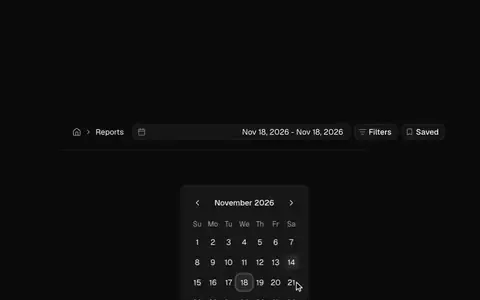 Reports Nov 18, 2026 - Nov 18, 2026 Filters Saved
November 2026
Su Mo Tu We Th Fr Sa
1 2 3 4 5 6 7
8 9 10 11 12 13 14
15 16 17 18 19 20 21